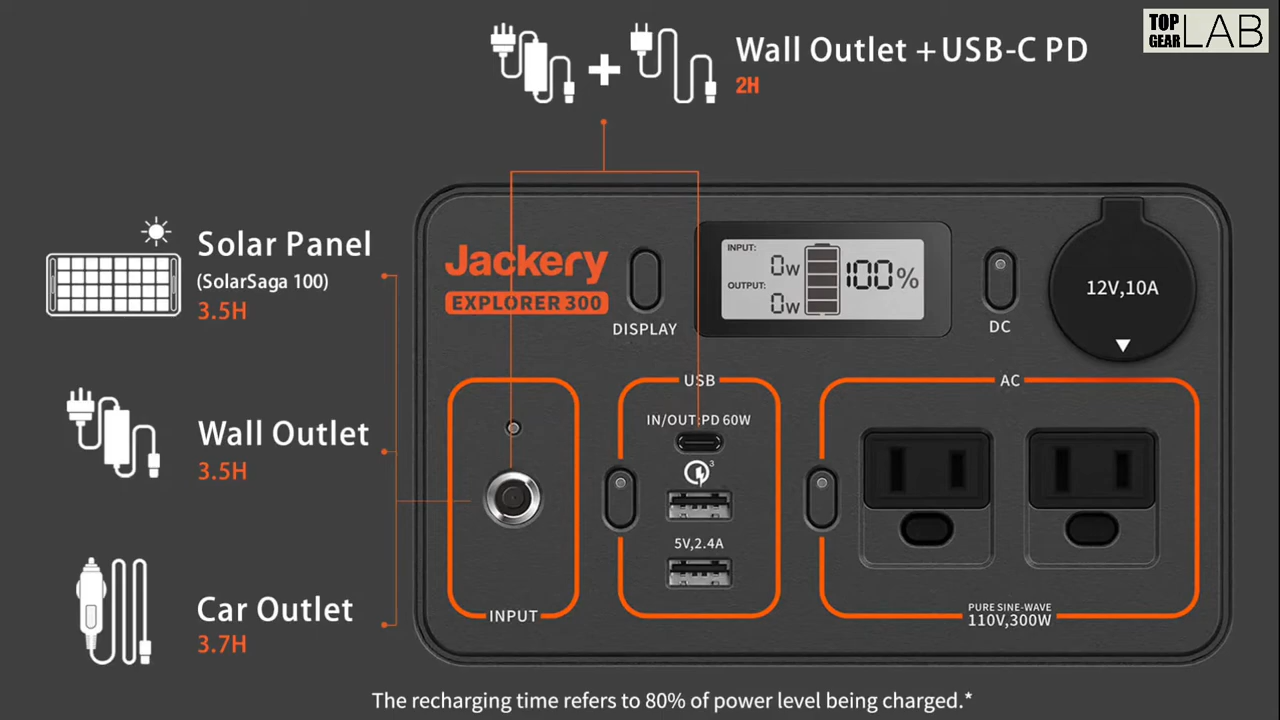 TOP
GEAR LAB
Wall Outlet + USB-C PD
2H
Solar Panel
(SolarSaga 100)
3.5H
Wall Outlet
3.5H
Car Outlet
3.7H
Jackery
EXPLORER 300
DISPLAY
INPUT:
0w
OUTPUT:
0w
100%
DC
12V,10A
INPUT
USB
IN/OUT:PD 60W
3
5V,2.4A
AC
PURE SINE-WAVE
110V,300W
The recharging time refers to 80% of power level being charged.*